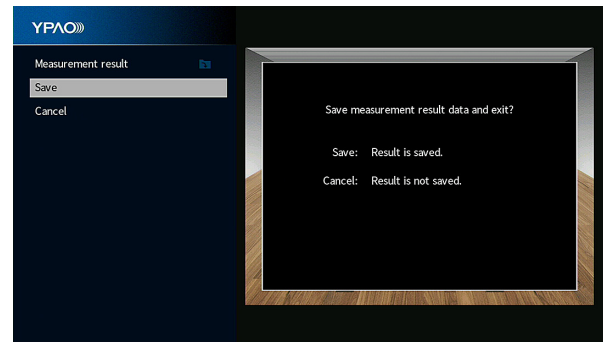 YPAO
Measurement result
Save
Cancel
Save measurement result data and exit?
Save: Result is saved.
Cancel: Result is not saved.